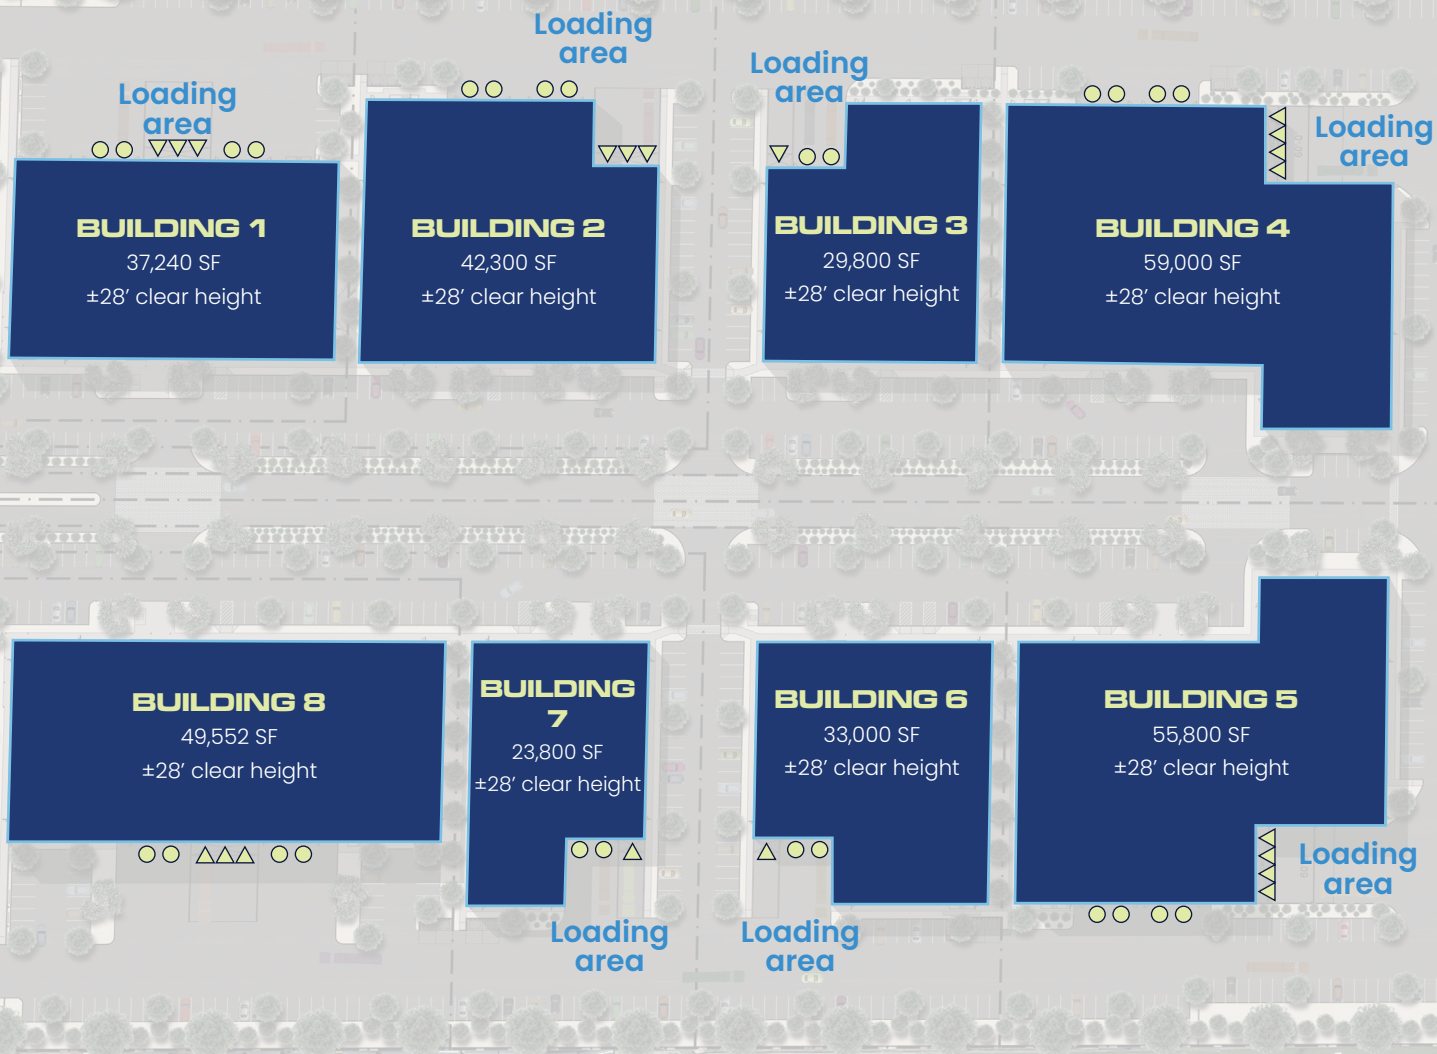 Loading
area
Loading
area
Loading
area
Loading
area
BUILDING 1
37,240 SF
±28’ clear height
BUILDING 2
42,300 SF
±28’ clear height
BUILDING 3
29,800 SF
±28’ clear height
BUILDING 4
59,000 SF
±28’ clear height
BUILDING 8
49,552 SF
±28’ clear height
BUILDING
7
23,800 SF
±28’ clear height
BUILDING 6
33,000 SF
±28’ clear height
BUILDING 5
55,800 SF
±28’ clear height
Loading
area
Loading
area
Loading
area